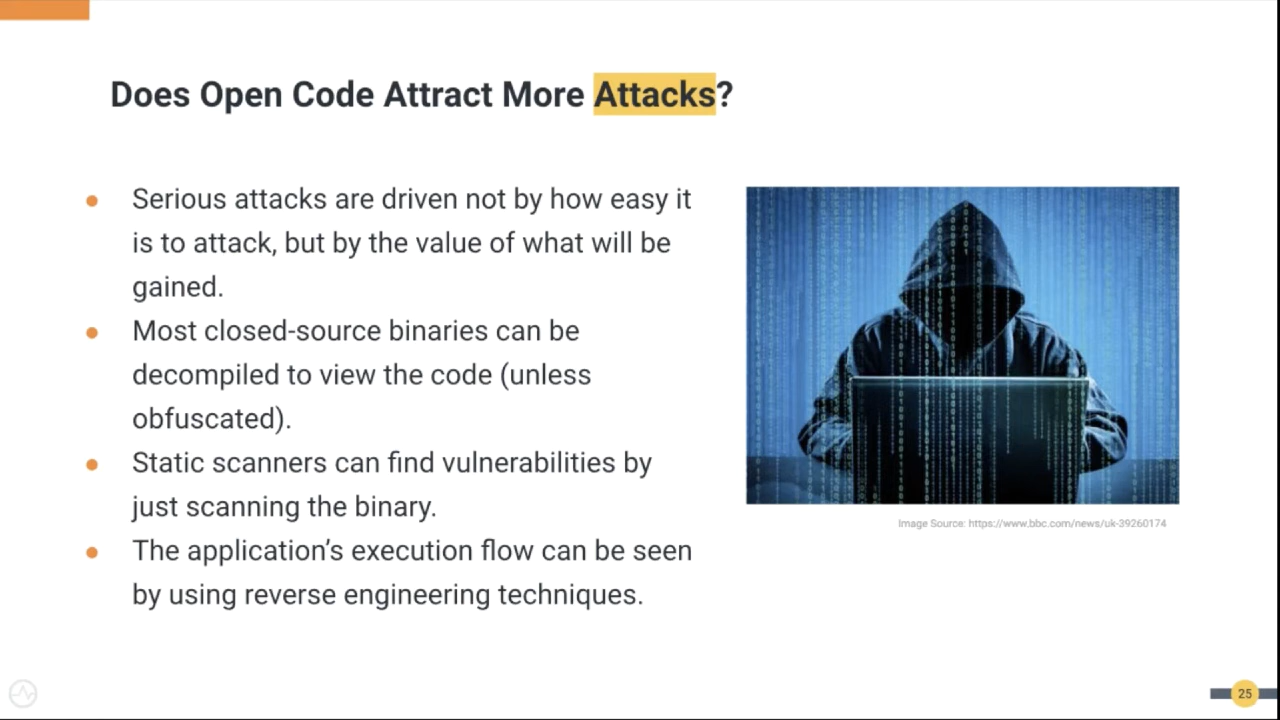 Does Open Code Attract More Attacks?
● Serious attacks are driven not by how easy it
is to attack, but by the value of what will be
gained.
● Most closed-source binaries can be
decompiled to view the code (unless
obfuscated).
● Static scanners can find vulnerabilities by
just scanning the binary.
● The application’s execution flow can be seen
by using reverse engineering techniques.
Image Source: https://www.bbc.com/news/uk-39260174
25